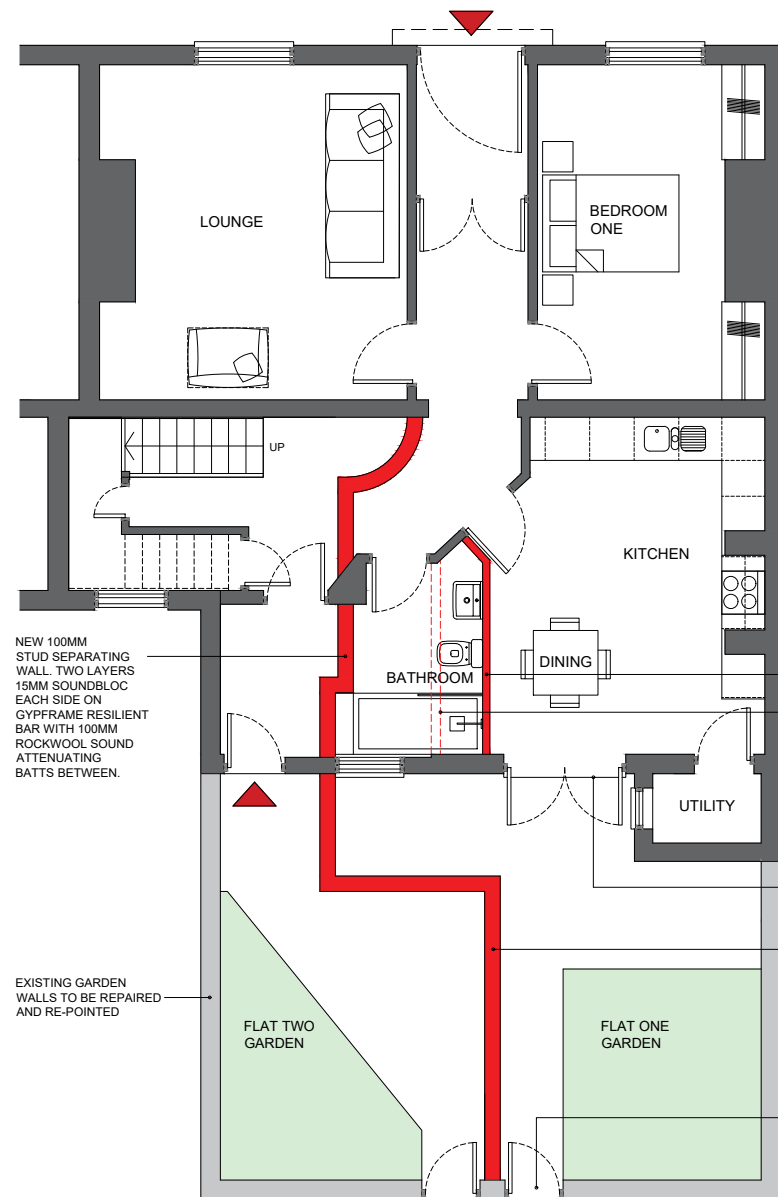 LOUNGE
BEDROOM
ONE
UP
KITCHEN
NEW 100MM
STUD SEPARATING
WALL. TWO LAYERS
15MM SOUNDBLOC
EACH SIDE ON
GYPFRAME RESILIENT
BAR WITH 100MM
ROCKWOOL SOUND
ATTENUATING
BATTS BETWEEN.
DINING
BATHROOM
UTILITY
EXISTING GARDEN
WALLS TO BE REPAIRED
AND RE-POINTED
FLAT TWO
GARDEN
FLAT ONE
GARDEN